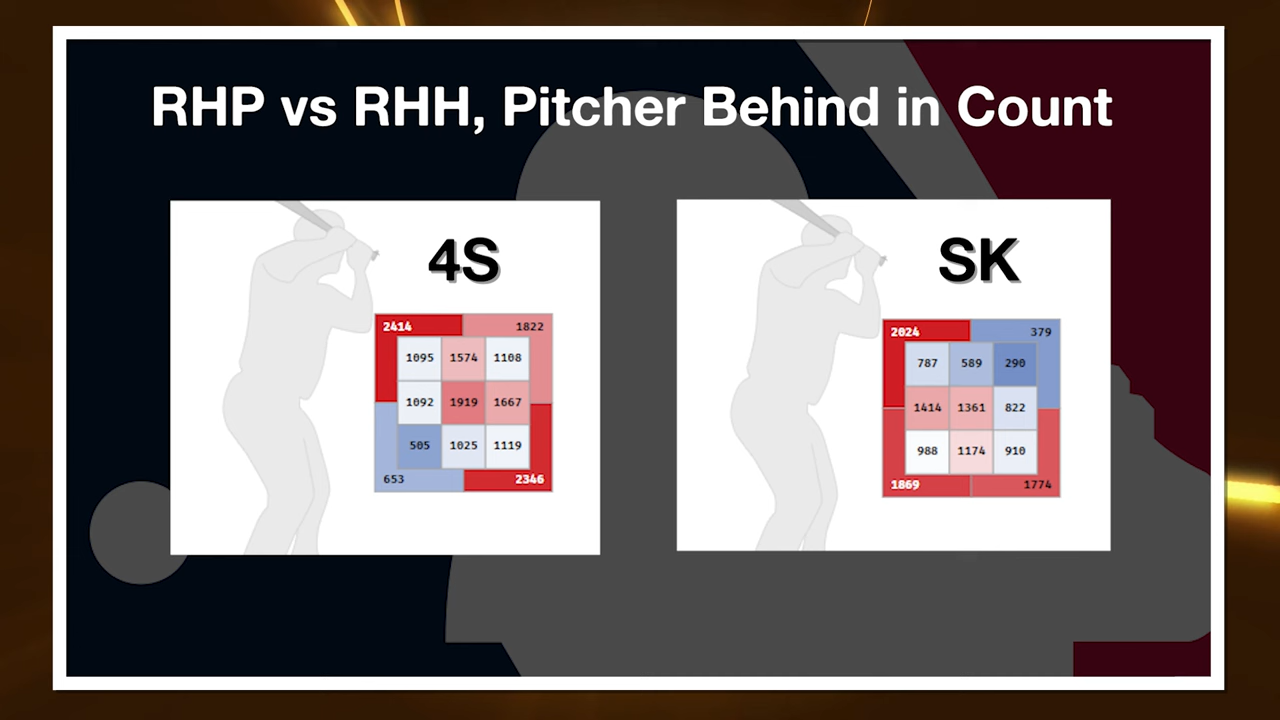 RHP vs RHH, Pitcher Behind in Count
4S
2414 1822
1095 1574 1108
1092 1919 1667
505 1025 1119
653 2346
SK
2024 379
787 589 290
1414 1361 822
988 1174 910
1869 1774